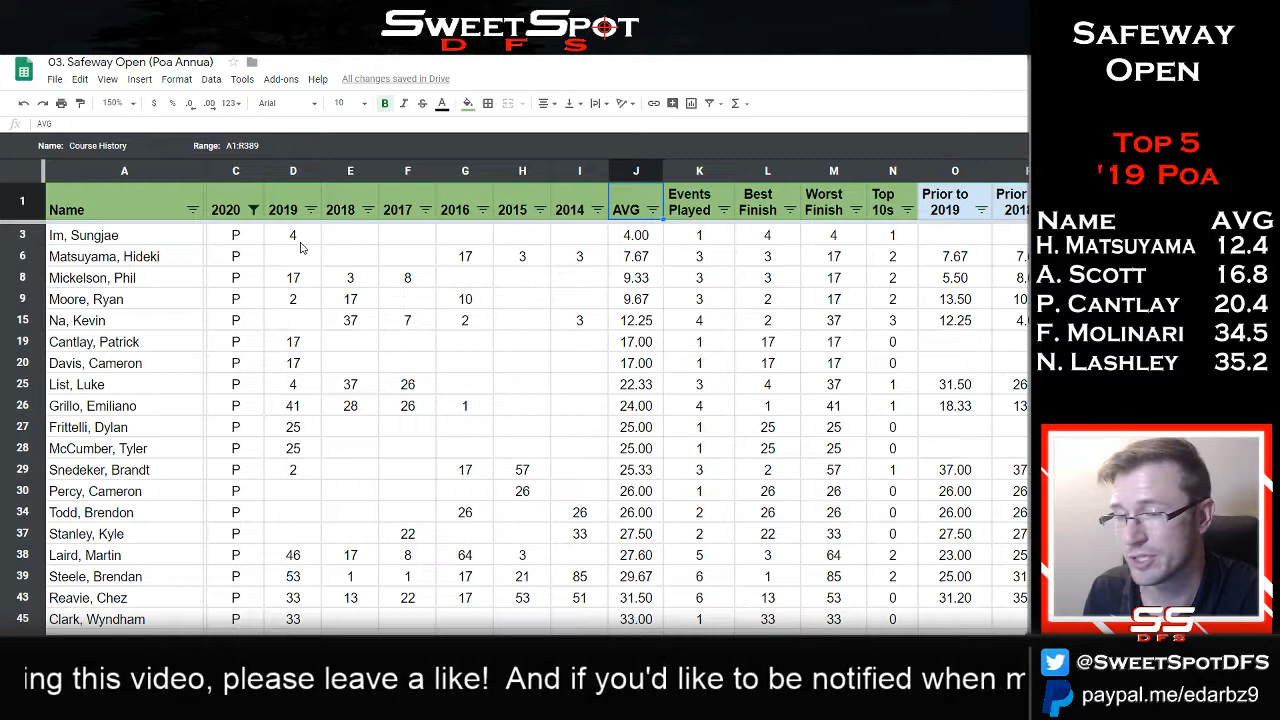 SweetSpot
DFS
03. Safeway Open (Poa Annua)
File Edit View Insert Format Data Tools Add-ons Help All changes saved in Drive
150% $ % .0 .00 123 Arial 10 B I S A
fx AVG
Name: Course History Range: A1:R389
A C D E F G H I J K L M N O
1 Name 2020 2019 2018 2017 2016 2015 2014 AVG Events Played Best Finish Worst Finish Top 10s Prior to 2019
3 Im, Sungjae P 4 4.00 1 4 4 1
6 Matsuyama, Hideki P 17 3 3 7.67 3 3 17 2 7.67
8 Mickelson, Phil P 17 3 8 9.33 3 3 17 2 5.50
9 Moore, Ryan P 2 17 10 9.67 3 2 17 2 13.50
15 Na, Kevin P 37 7 2 3 12.25 4 2 37 3 12.25
19 Cantlay, Patrick P 17 17.00 1 17 17 0
23 Davis, Cameron P 17 17.00 1 17 17 0
25 List, Luke P 4 37 26 22.33 3 4 37 1 31.50 26
26 Grillo, Emiliano P 41 28 26 1 24.00 4 1 41 1 18.33
27 Frittelli, Dylan P 25 25.00 1 25 25 0
28 McCumber, Tyler P 25 25.00 1 25 25 0
29 Snedeker, Brandt P 2 17 57 25.33 3 2 57 1 37.00
30 Percy, Cameron P 26 26.00 1 26 26 0 26.00
34 Todd, Brendon P 26 26 26.00 2 26 26 0 26.00
37 Stanley, Kyle P 22 33 27.50 2 22 33 0 27.50
38 Laird, Martin P 46 17 8 64 3 27.60 5 3 64 2 23.00
39 Steele, Brendan P 53 1 1 17 21 85 29.67 6 1 85 2 25.00
43 Reavie, Chez P 33 13 22 17 53 51 31.50 6 13 53 0 31.20
45 Clark, Wyndham P 33 33.00 1 33 33 0
Safeway
Open
Top 5
'19 Poa
Name AVG
H. Matsuyama 12.4
A. Scott 16.8
P. Cantlay 20.4
F. Molinari 34.5
N. Lashley 35.2
SS
DFS
@SweetSpotDFS
paypal.me/edarbz9
ing this video, please leave a like! And if you'd like to be notified when m